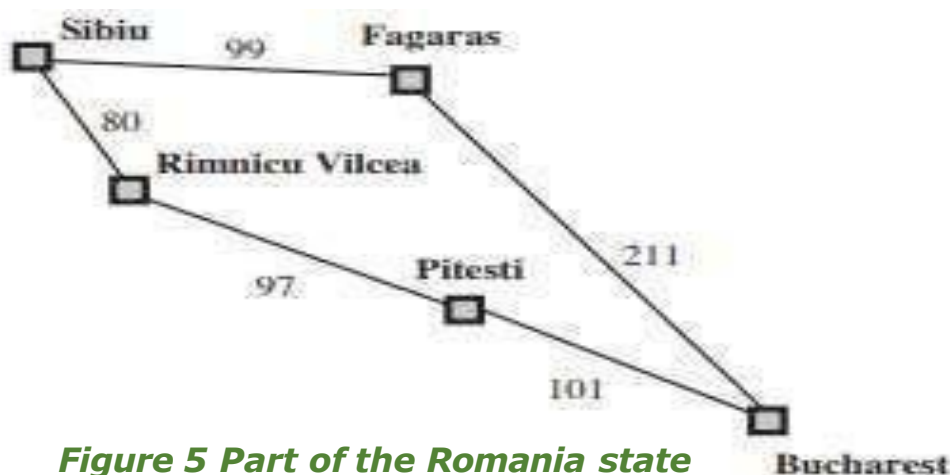 Sibiu
99
Fagaras
80
Rimnicu Vilcea
97
Pitesti
211
101
Bucharest
Figure 5 Part of the Romania state